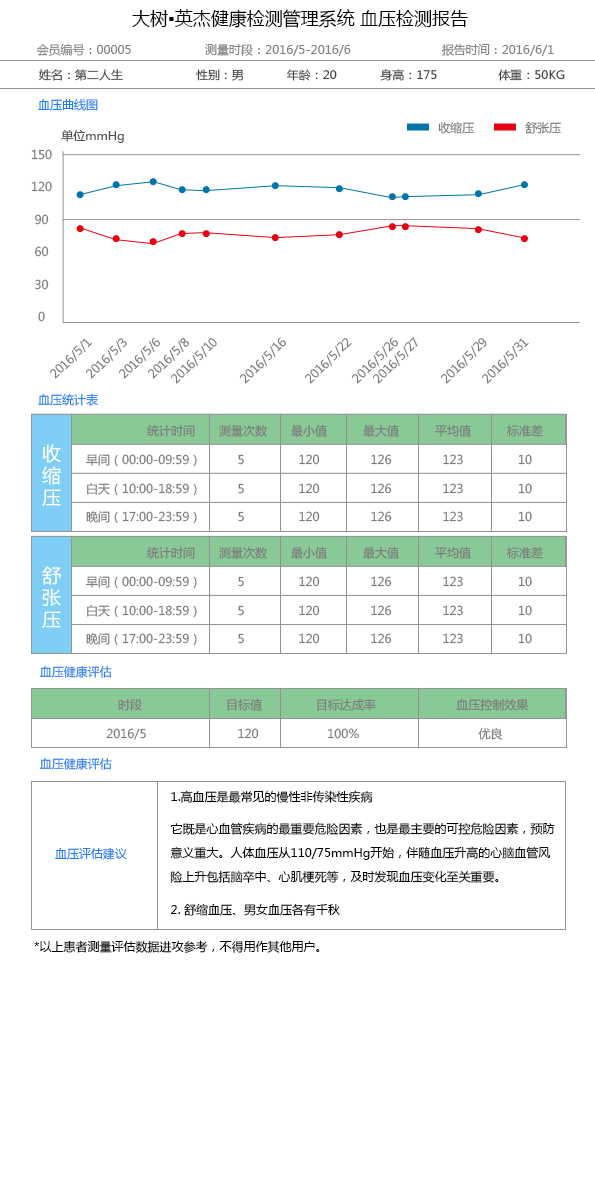 大树▪英杰健康检测管理系统 血压检测报告
会员编号：00005 测量时段：2016/5-2016/6 报告时间：2016/6/1
姓名：第二人生 性别：男 年龄：20 身高：175 体重：50KG
血压曲线图
收缩压 舒张压
单位mmHg
150
120
90
60
30
0
2016/5/1 2016/5/3 2016/5/6 2016/5/8 2016/5/10 2016/5/16 2016/5/22 2016/5/26 2016/5/27 2016/5/29 2016/5/31
血压统计表
收缩压
统计时间 测量次数 最小值 最大值 平均值 标准差
早间（00:00-09:59） 5 120 126 123 10
白天（10:00-18:59） 5 120 126 123 10
晚间（17:00-23:59） 5 120 126 123 10
舒张压
统计时间 测量次数 最小值 最大值 平均值 标准差
早间（00:00-09:59） 5 120 126 123 10
白天（10:00-18:59） 5 120 126 123 10
晚间（17:00-23:59） 5 120 126 123 10
血压健康评估
时段 目标值 目标达成率 血压控制效果
2016/5 120 100% 优良
血压健康评估
血压评估建议
1.高血压是最常见的慢性非传染性疾病
它既是心血管疾病的最重要危险因素，也是最主要的可控危险因素，预防
意义重大。人体血压从110/75mmHg开始，伴随血压升高的心脑血管风
险上升包括脑卒中、心肌梗死等，及时发现血压变化至关重要。
2. 舒缩血压、男女血压各有千秋
*以上患者测量评估数据进攻参考，不得用作其他用户。